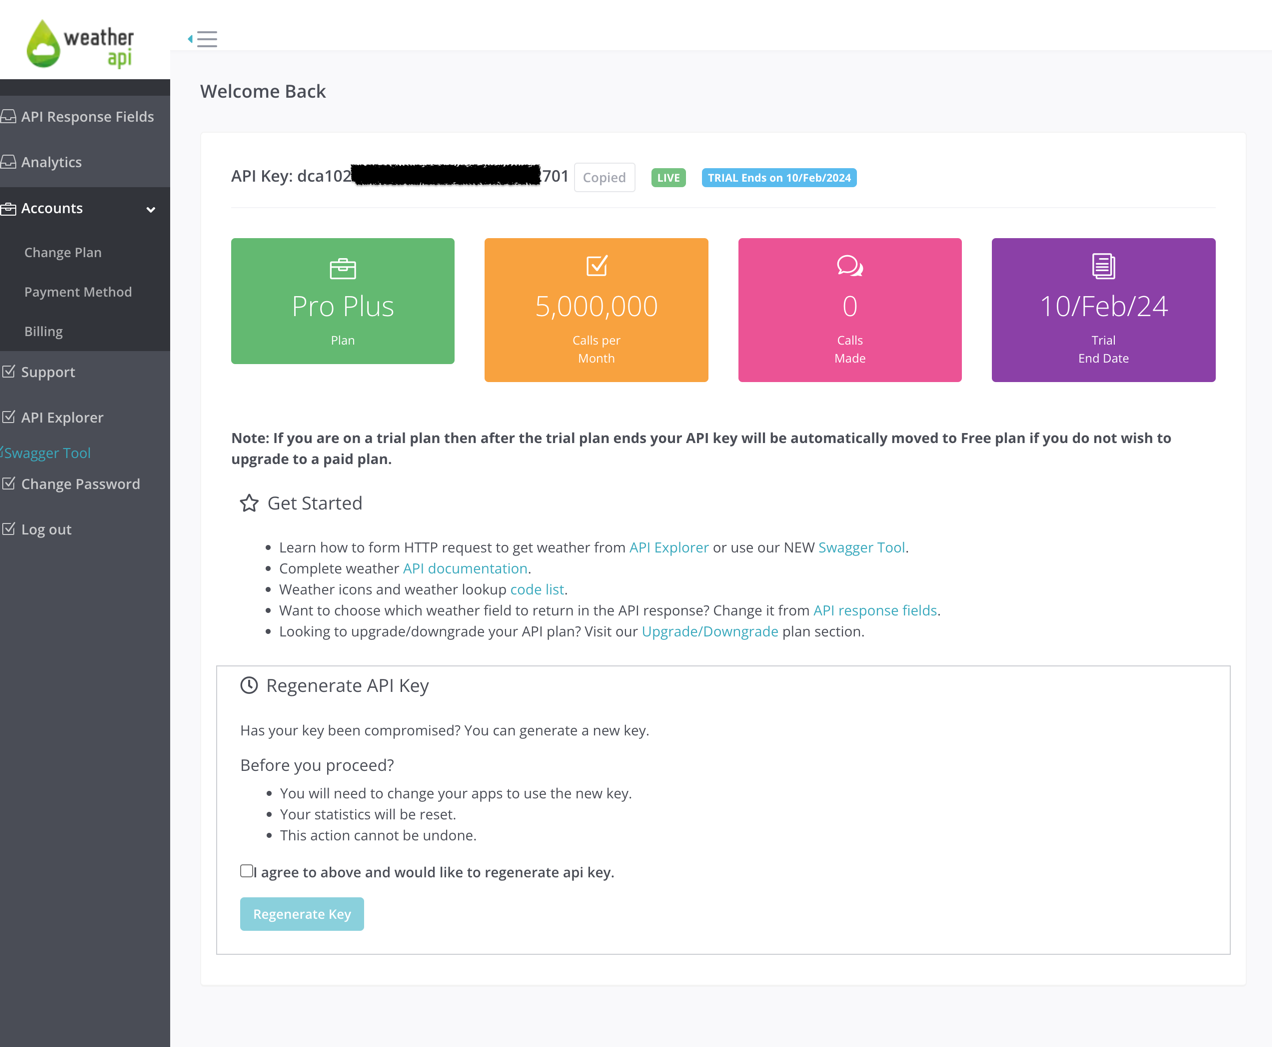 weather
api
API Response Fields
Analytics
Accounts
Change Plan
Payment Method
Billing
Support
API Explorer
Swagger Tool
Change Password
Log out
Welcome Back
API Key: dca102 701 Copied LIVE TRIAL Ends on 10/Feb/2024
Pro Plus
Plan
5,000,000
Calls per
Month
0
Calls
Made
10/Feb/24
Trial
End Date
Note: If you are on a trial plan then after the trial plan ends your API key will be automatically moved to Free plan if you do not wish to
upgrade to a paid plan.
Get Started
Learn how to form HTTP request to get weather from API Explorer or use our NEW Swagger Tool.
Complete weather API documentation.
Weather icons and weather lookup code list.
Want to choose which weather field to return in the API response? Change it from API response fields.
Looking to upgrade/downgrade your API plan? Visit our Upgrade/Downgrade plan section.
Regenerate API Key
Has your key been compromised? You can generate a new key.
Before you proceed?
You will need to change your apps to use the new key.
Your statistics will be reset.
This action cannot be undone.
I agree to above and would like to regenerate api key.
Regenerate Key